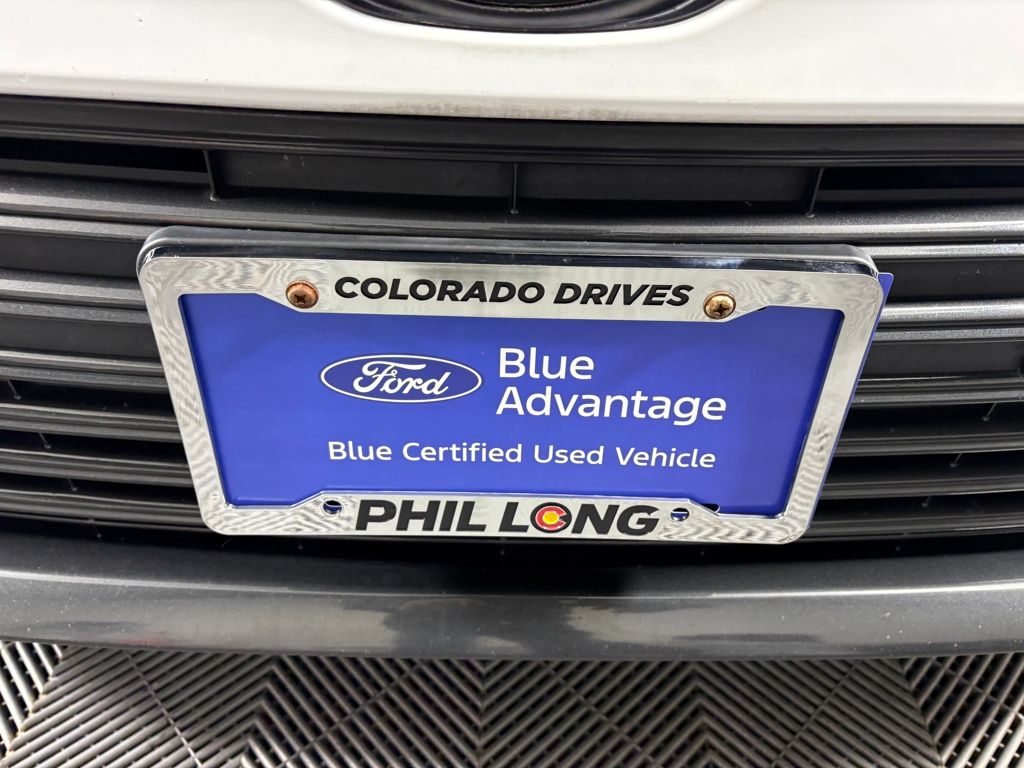 COLORADO DRIVES
Ford
Blue
Advantage
Blue Certified Used Vehicle
PHIL LONG